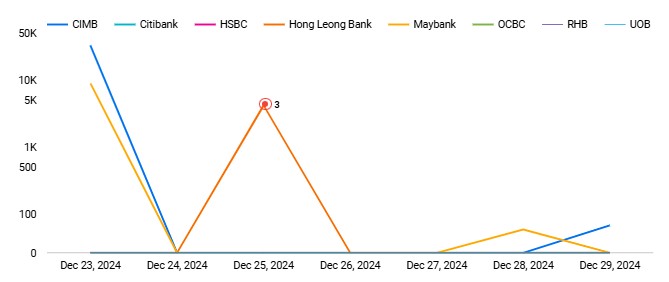 CIMB Citibank HSBC Hong Leong Bank Maybank OCBC RHB UOB
50K
10K
5K
3
1K
500
100
0
Dec 23, 2024 Dec 24, 2024 Dec 25, 2024 Dec 26, 2024 Dec 27, 2024 Dec 28, 2024 Dec 29, 2024